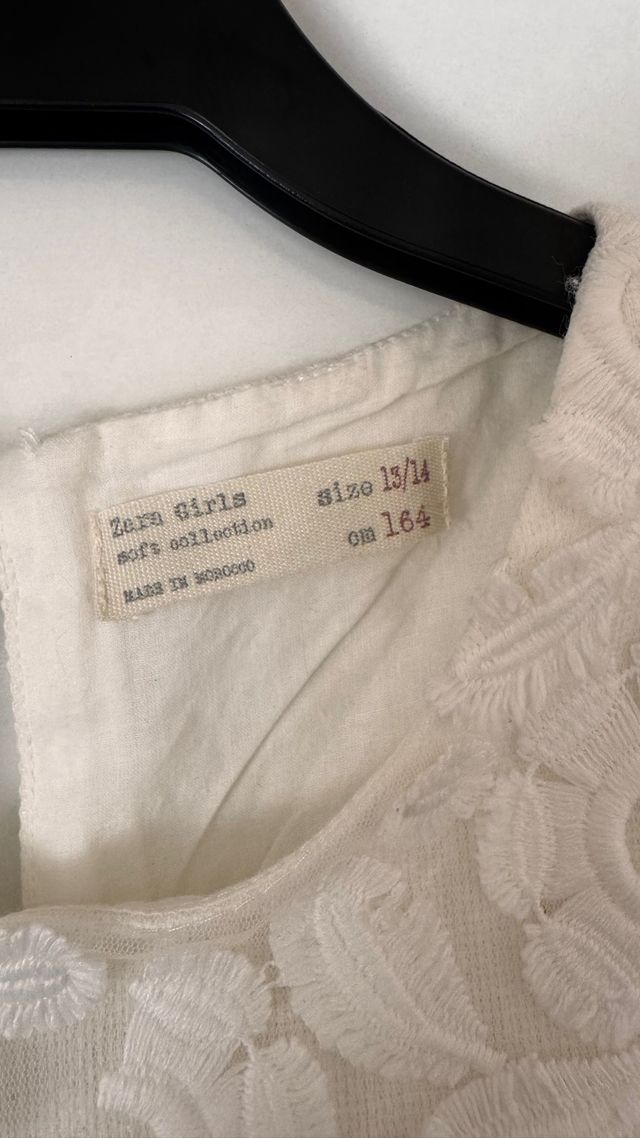 Zara Girls
soft collection
MADE IN MOROCCO
size 13/14
cm 164